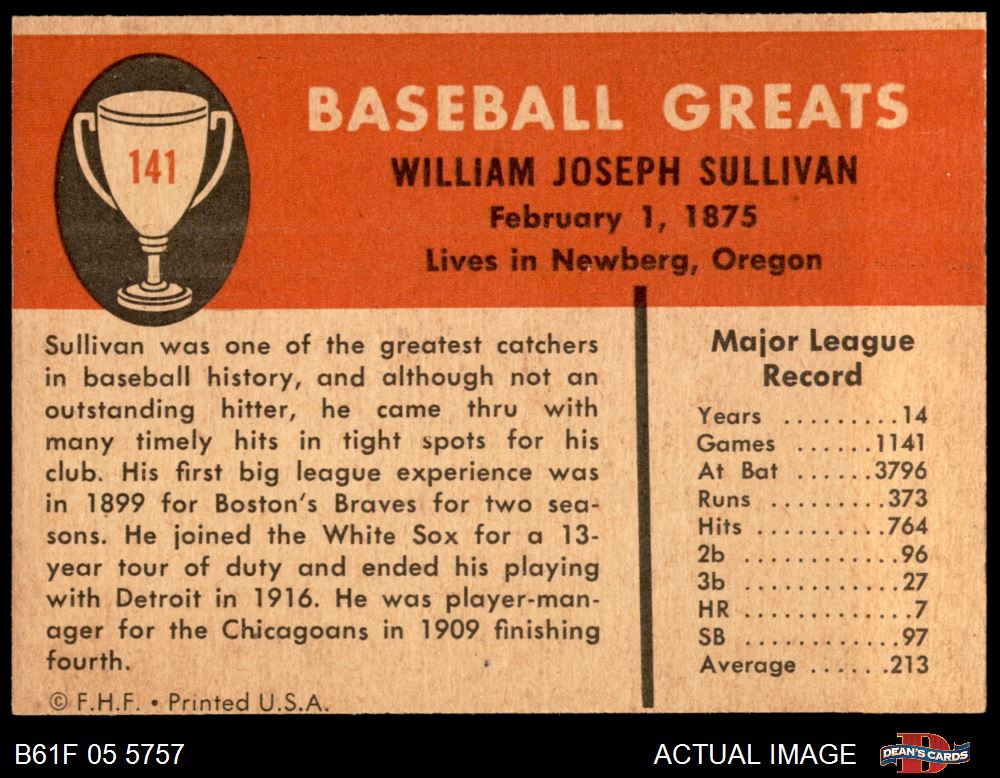 141
BASEBALL GREATS
WILLIAM JOSEPH SULLIVAN
February 1, 1875
Lives in Newberg, Oregon
Sullivan was one of the greatest catchers
in baseball history, and although not an
outstanding hitter, he came thru with
many timely hits in tight spots for his
club. His first big league experience was
in 1899 for Boston's Braves for two sea-
sons. He joined the White Sox for a 13-
year tour of duty and ended his playing
with Detroit in 1916. He was player-man-
ager for the Chicagoans in 1909 finishing
fourth.
© F.H.F. • Printed U.S.A.
Major League
Record
Years .........14
Games ......1141
At Bat ......3796
Runs .........373
Hits ..........764
2b ............96
3b ............27
HR .............7
SB ............97
Average ......213
B61F 05 5757
ACTUAL IMAGE
D
DEAN'S CARDS